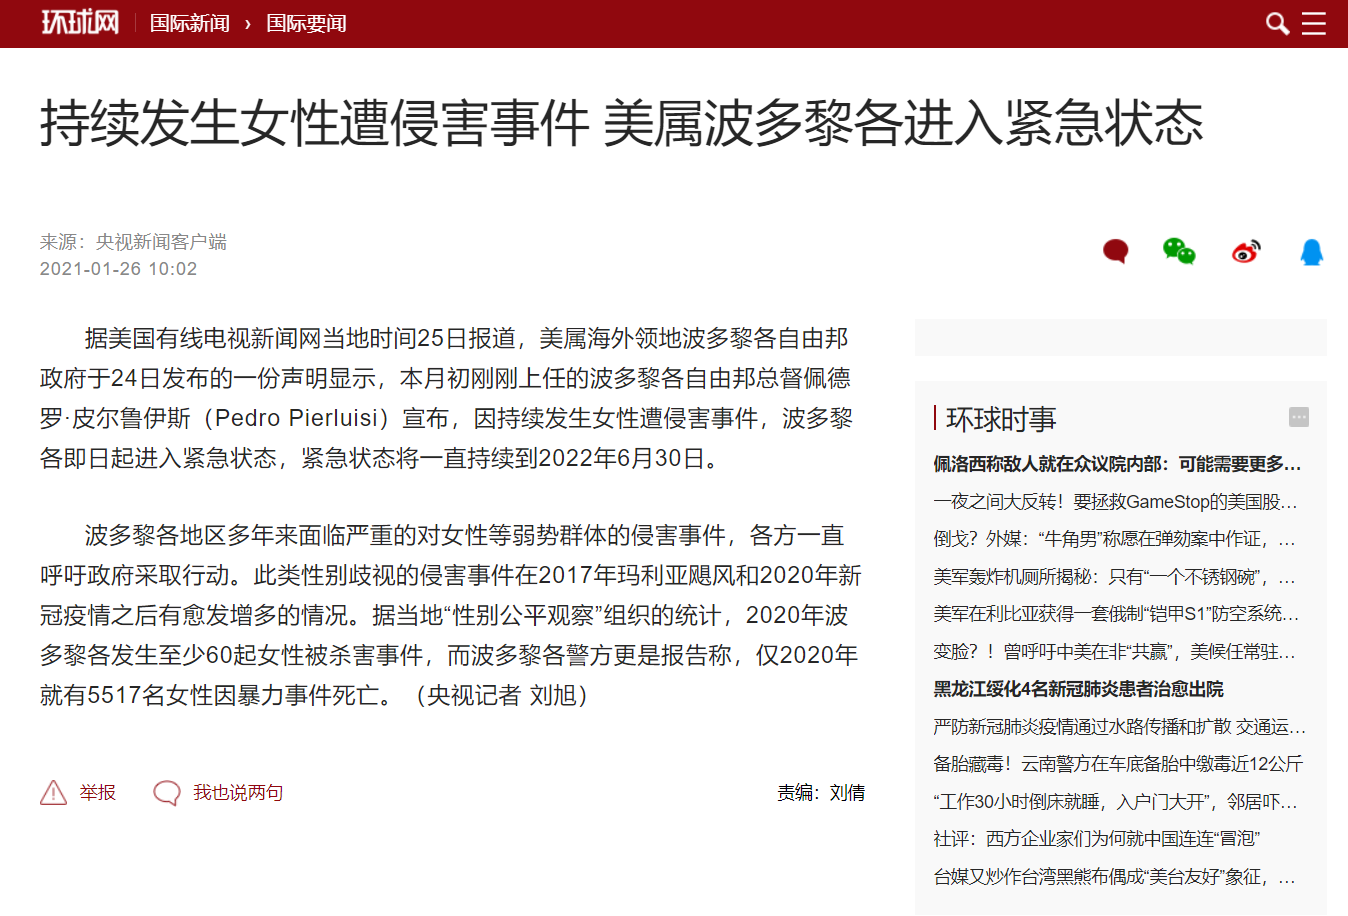 环球网 国际新闻 › 国际要闻
持续发生女性遭侵害事件 美属波多黎各进入紧急状态
来源：央视新闻客户端
2021-01-26 10:02
据美国有线电视新闻网当地时间25日报道，美属海外领地波多黎各自由邦
政府于24日发布的一份声明显示，本月初刚刚上任的波多黎各自由邦总督佩德
罗·皮尔鲁伊斯（Pedro Pierluisi）宣布，因持续发生女性遭侵害事件，波多黎
各即日起进入紧急状态，紧急状态将一直持续到2022年6月30日。
波多黎各地区多年来面临严重的对女性等弱势群体的侵害事件，各方一直
呼吁政府采取行动。此类性别歧视的侵害事件在2017年玛利亚飓风和2020年新
冠疫情之后有愈发增多的情况。据当地“性别公平观察”组织的统计，2020年波
多黎各发生至少60起女性被杀害事件，而波多黎各警方更是报告称，仅2020年
就有5517名女性因暴力事件死亡。（央视记者 刘旭）
举报 我也说两句 责编：刘倩
环球时事
佩洛西称敌人就在众议院内部：可能需要更多...
一夜之间大反转！要拯救GameStop的美国股...
倒戈？外媒：“牛角男”称愿在弹劾案中作证，...
美军轰炸机厕所揭秘：只有“一个不锈钢碗”，...
美军在利比亚获得一套俄制“铠甲S1”防空系统...
变脸？！曾呼吁中美在非“共赢”，美候任常驻...
黑龙江绥化4名新冠肺炎患者治愈出院
严防新冠肺炎疫情通过水路传播和扩散 交通运...
备胎藏毒！云南警方在车底备胎中缴毒近12公斤
“工作30小时倒床就睡，入户门大开”，邻居吓...
社评：西方企业家们为何就中国连连“冒泡”
台媒又炒作台湾黑熊布偶成“美台友好”象征，...